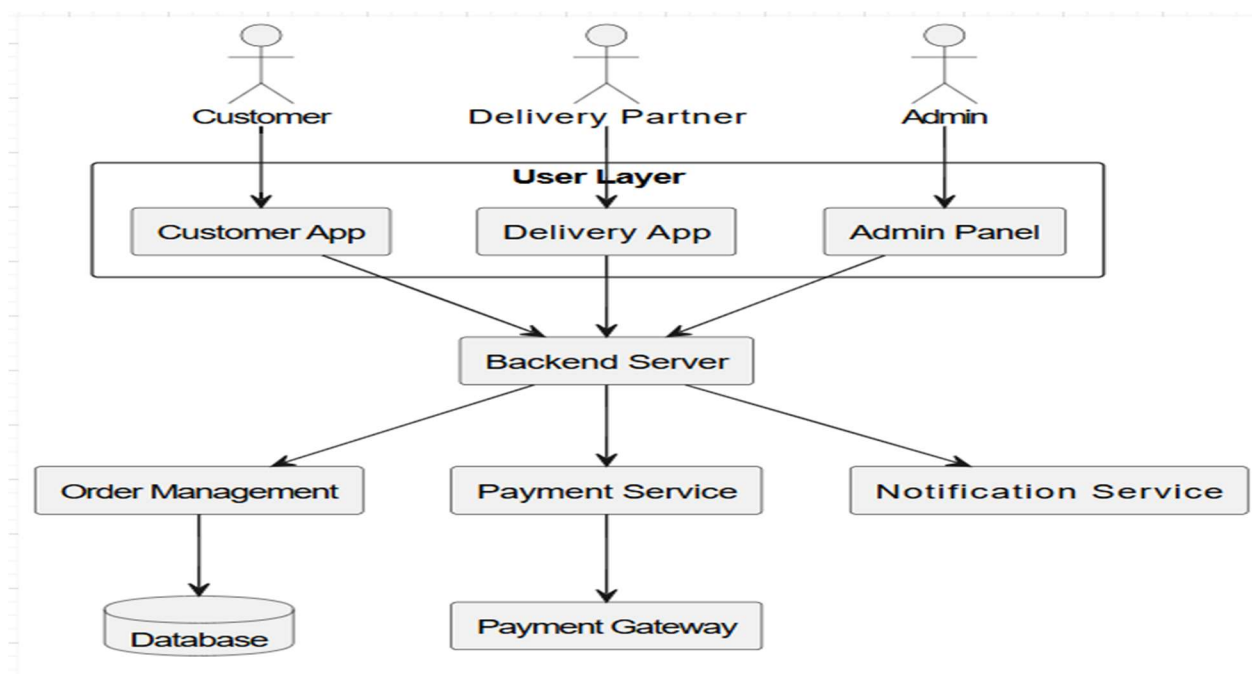 Customer
Delivery Partner
Admin
User Layer
Customer App
Delivery App
Admin Panel
Backend Server
Order Management
Payment Service
Notification Service
Database
Payment Gateway